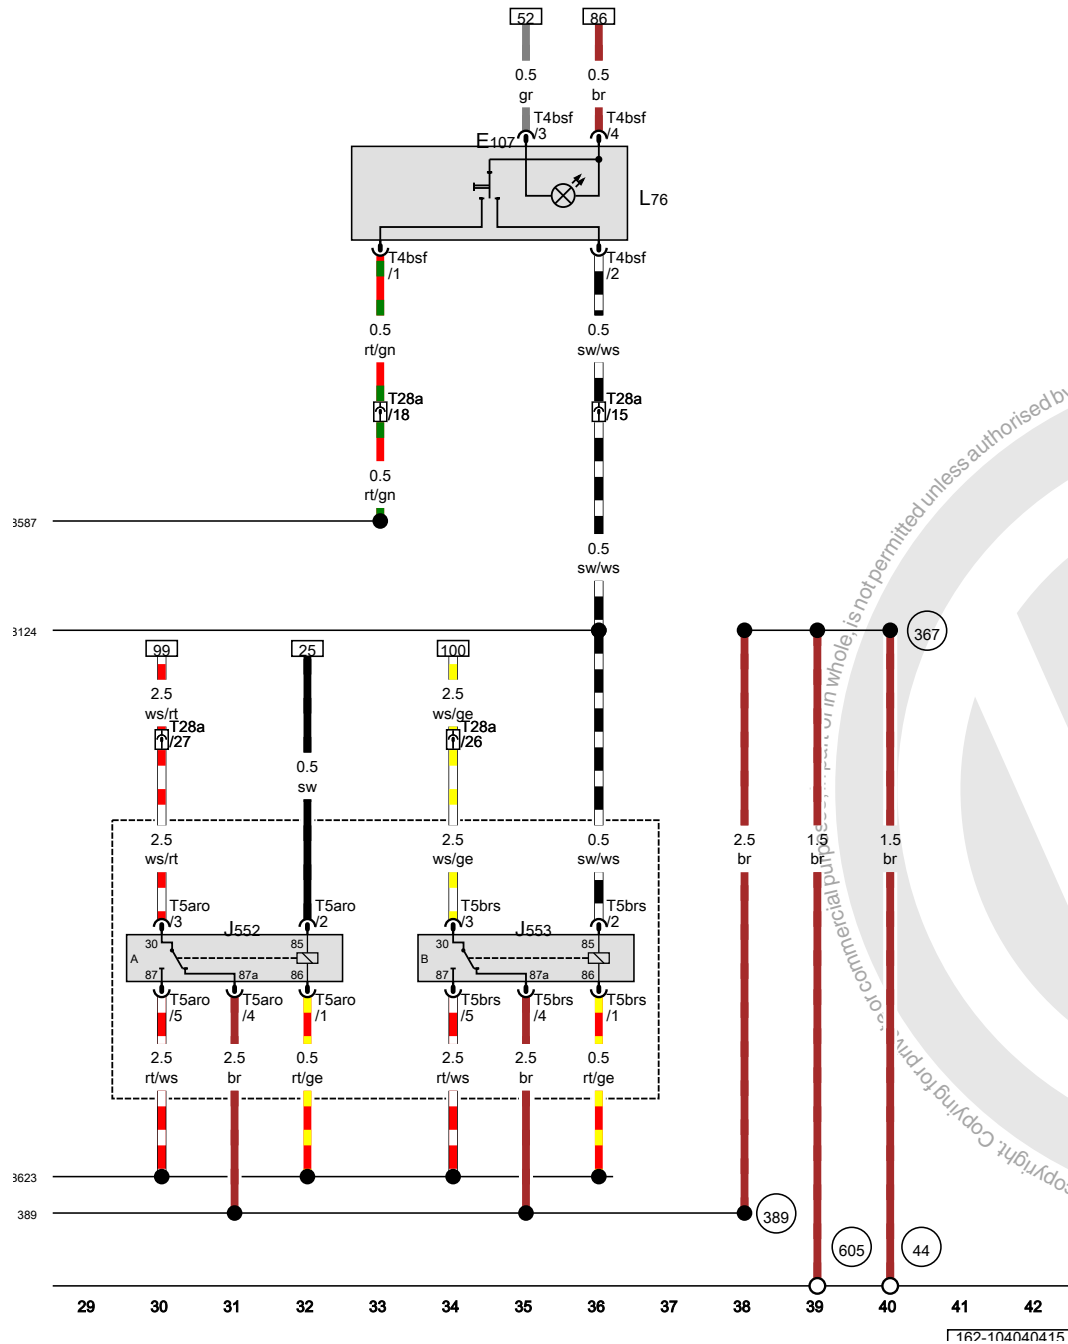 52
86
0.5
gr
0.5
br
T4bsf
/3
T4bsf
/4
E107
L76
T4bsf
/1
T4bsf
/2
0.5
rt/gn
0.5
sw/ws
T28a
/18
T28a
/15
0.5
rt/gn
3587
0.5
sw/ws
3124
367
99
25
100
2.5
ws/rt
2.5
ws/ge
T28a
/27
T28a
/26
0.5
sw
2.5
ws/rt
2.5
ws/ge
0.5
sw/ws
2.5
br
1.5
br
1.5
br
T5aro
/3
T5aro
/2
T5brs
/3
T5brs
/2
J552
J553
30
85
A
87
87a
86
30
85
B
87
87a
86
T5aro
/5
T5aro
/4
T5aro
/1
T5brs
/5
T5brs
/4
T5brs
/1
2.5
rt/ws
2.5
br
0.5
rt/ge
2.5
rt/ws
2.5
br
0.5
rt/ge
3623
389
389
605
44
29 30 31 32 33 34 35 36 37 38 39 40 41 42
162-104040415
copyright. Copying for private or commercial purposes, in part or in whole, is not permitted unless authorised by